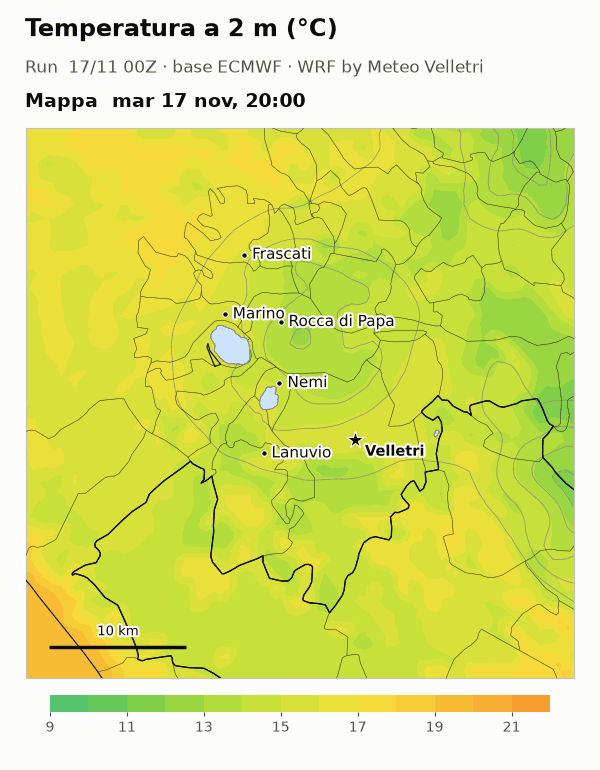 Temperatura a 2 m (°C)
Run  17/11 00Z · base ECMWF · WRF by Meteo Velletri
Mappa  mar 17 nov, 20:00
Frascati
Marino
Rocca di Papa
Nemi
Velletri
Lanuvio
10 km
9 11 13 15 17 19 21